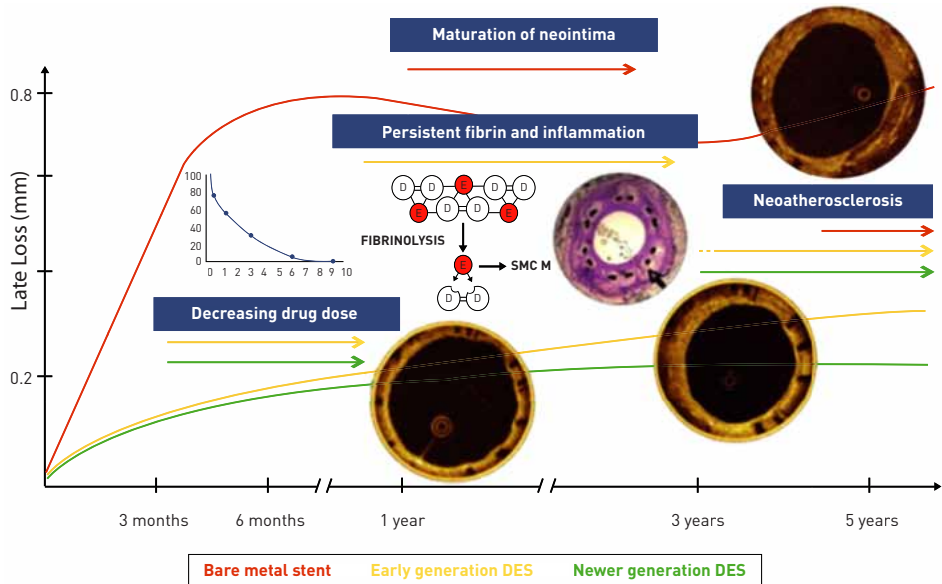 Maturation of neointima
0.8
Persistent fibrin and inflammation
100
80
60
40
20
0
0 1 2 3 4 5 6 7 8 9 10
D D E D D
E D D E
FIBRINOLYSIS
E
SMC M
D D
Neoatherosclerosis
Late Loss (mm)
Decreasing drug dose
0.2
3 months 6 months 1 year 3 years 5 years
Bare metal stent Early generation DES Newer generation DES